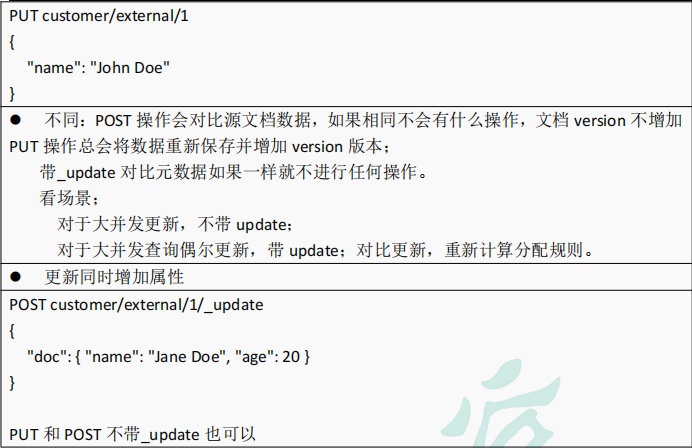 PUT customer/external/1
{
"name": "John Doe"
}
● 不同：POST 操作会对比源文档数据，如果相同不会有什么操作，文档 version 不增加
PUT 操作总会将数据重新保存并增加 version 版本；
带_update 对比元数据如果一样就不进行任何操作。
看场景；
对于大并发更新，不带 update；
对于大并发查询偶尔更新，带 update；对比更新，重新计算分配规则。
● 更新同时增加属性
POST customer/external/1/_update
{
"doc": { "name": "Jane Doe", "age": 20 }
}
PUT 和 POST 不带_update 也可以